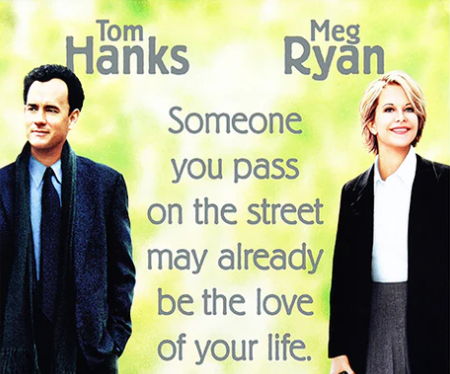 Tom Hanks
Meg Ryan
Someone
you pass
on the street
may already
be the love
of your life.